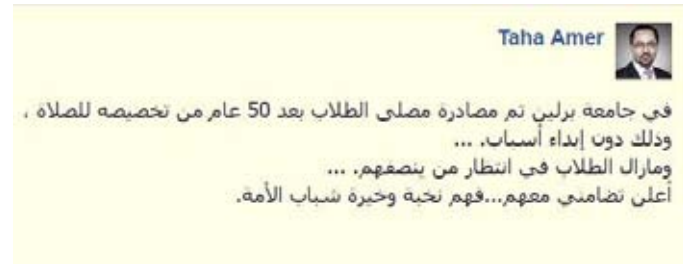 Taha Amer
في جامعة برلين تم مصادرة مصلى الطلاب بعد 50 عام من تخصيصه للصلاة ،
وذلك دون إبداء أسباب. ...
ومازال الطلاب في انتظار من ينصفهم. ...
أعلن تضامني معهم...فهم نخبة وخيرة شباب الأمة.